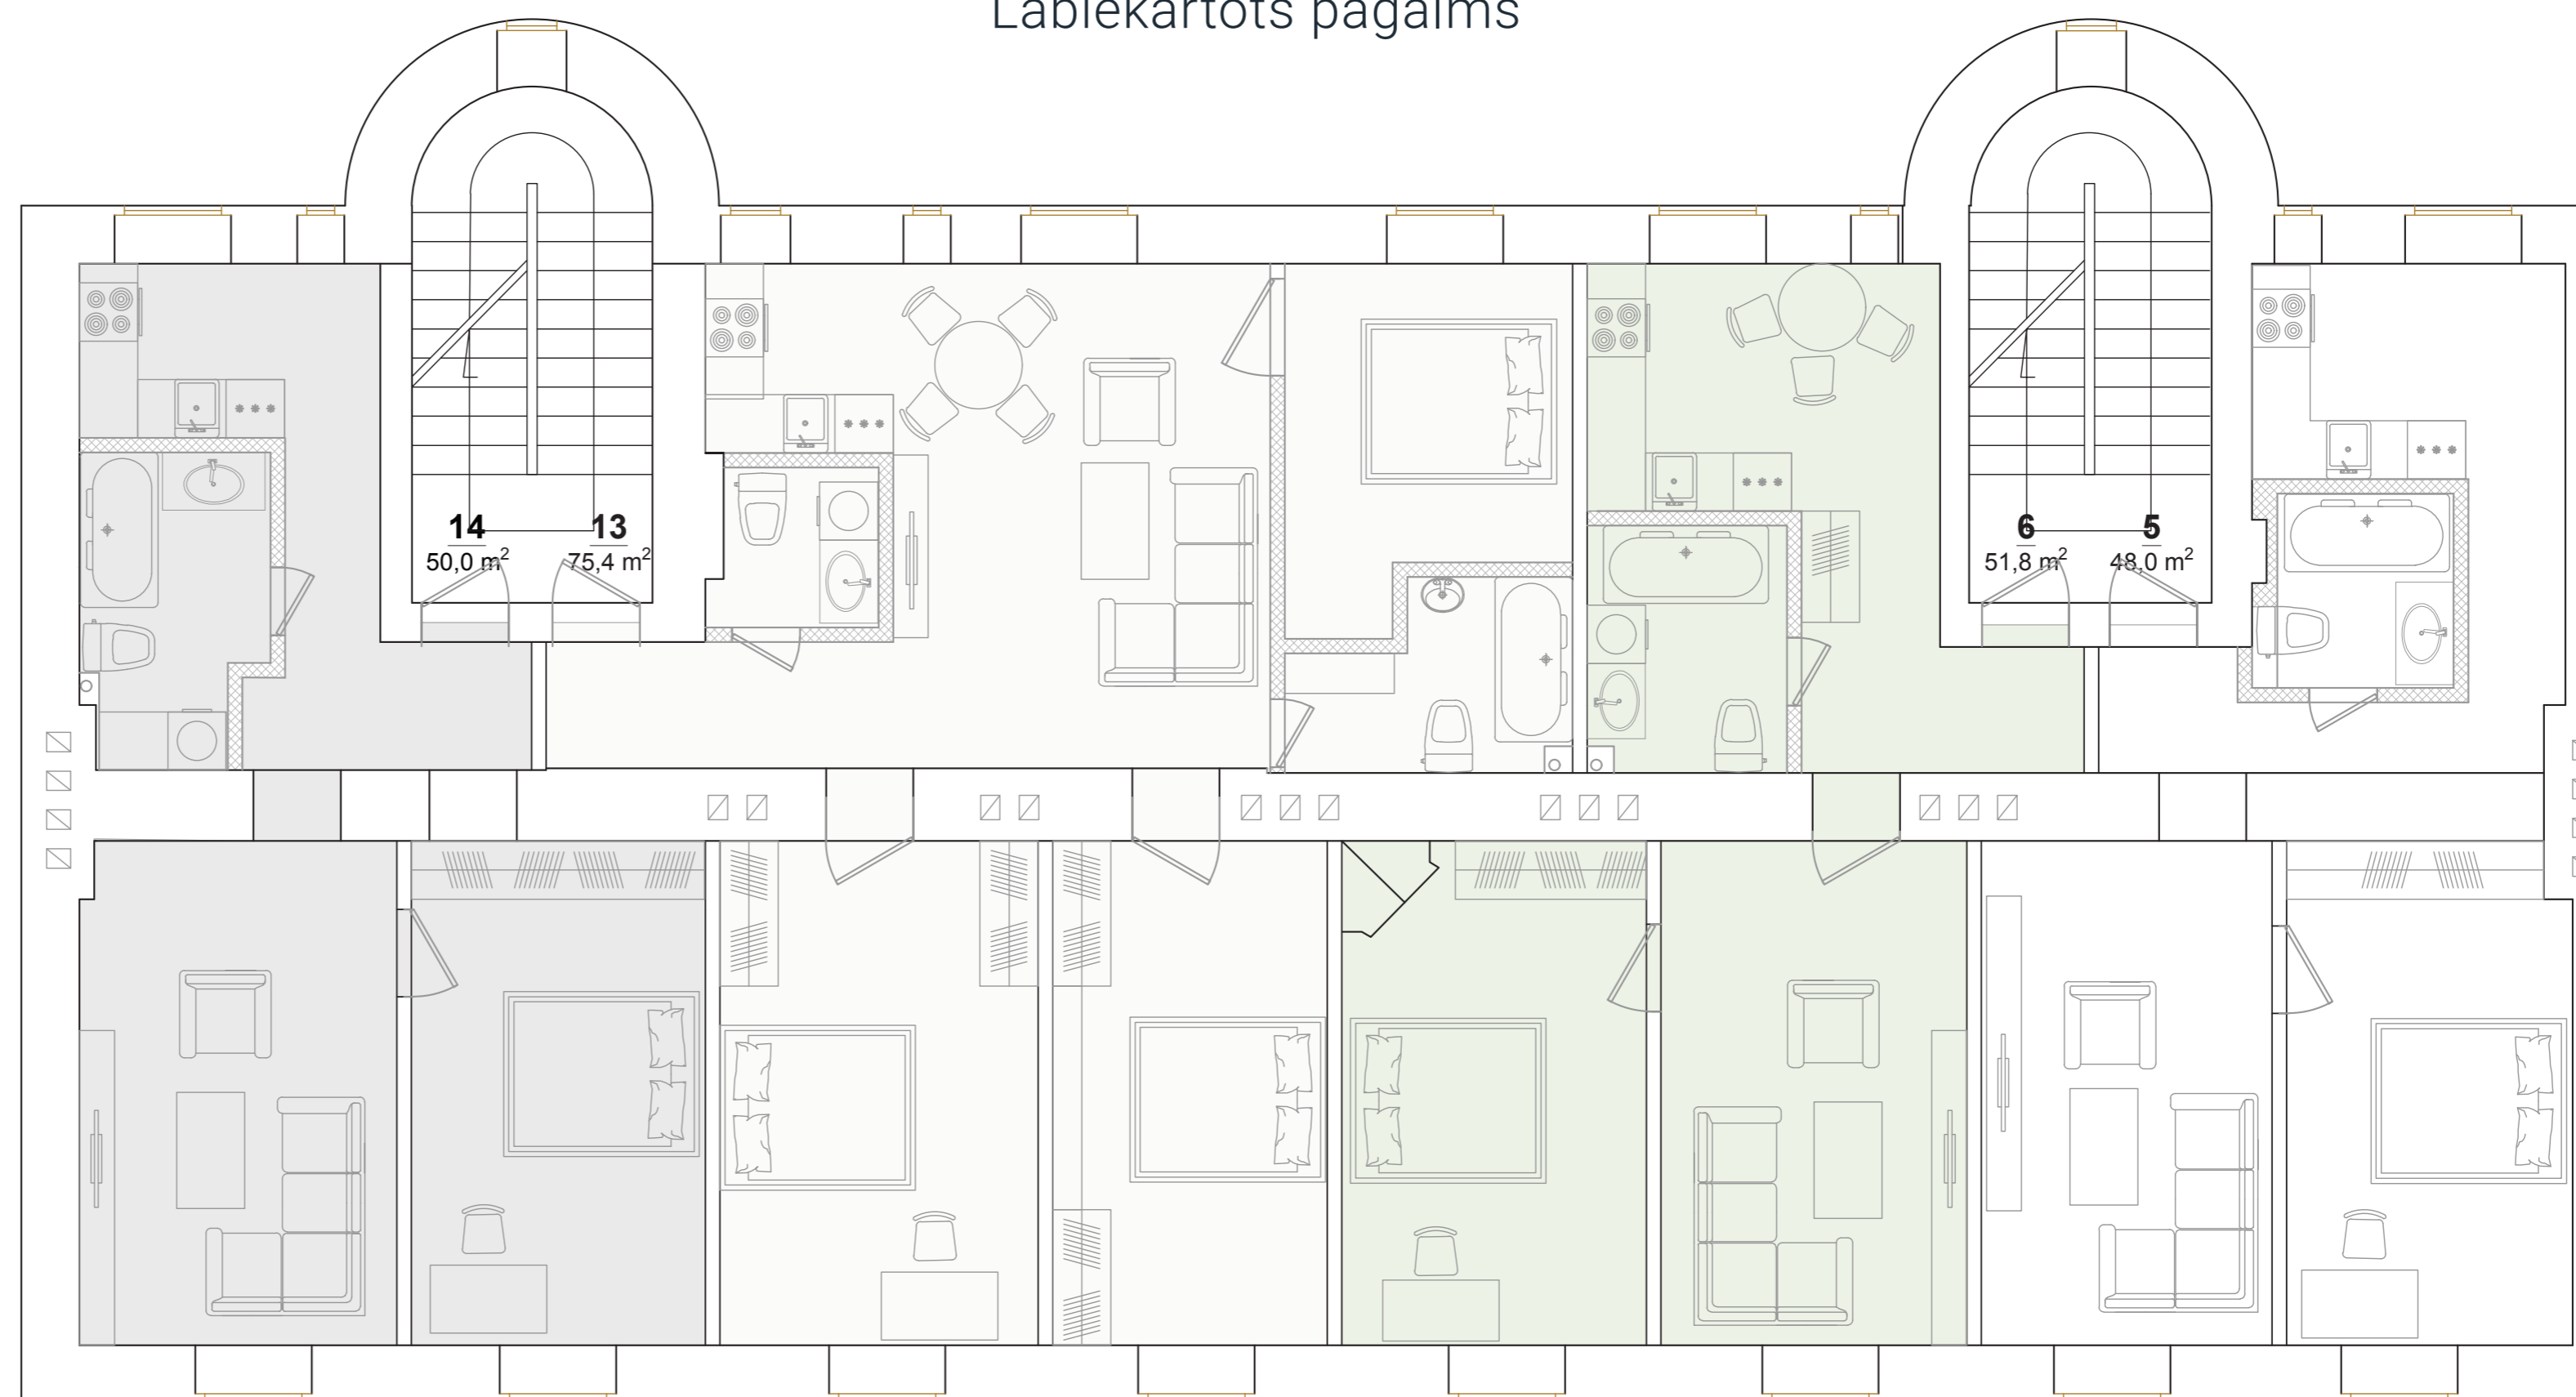 Labiekārtots pagalms
14
50,0 m²
13
75,4 m²
6
51,8 m²
5
48,0 m²